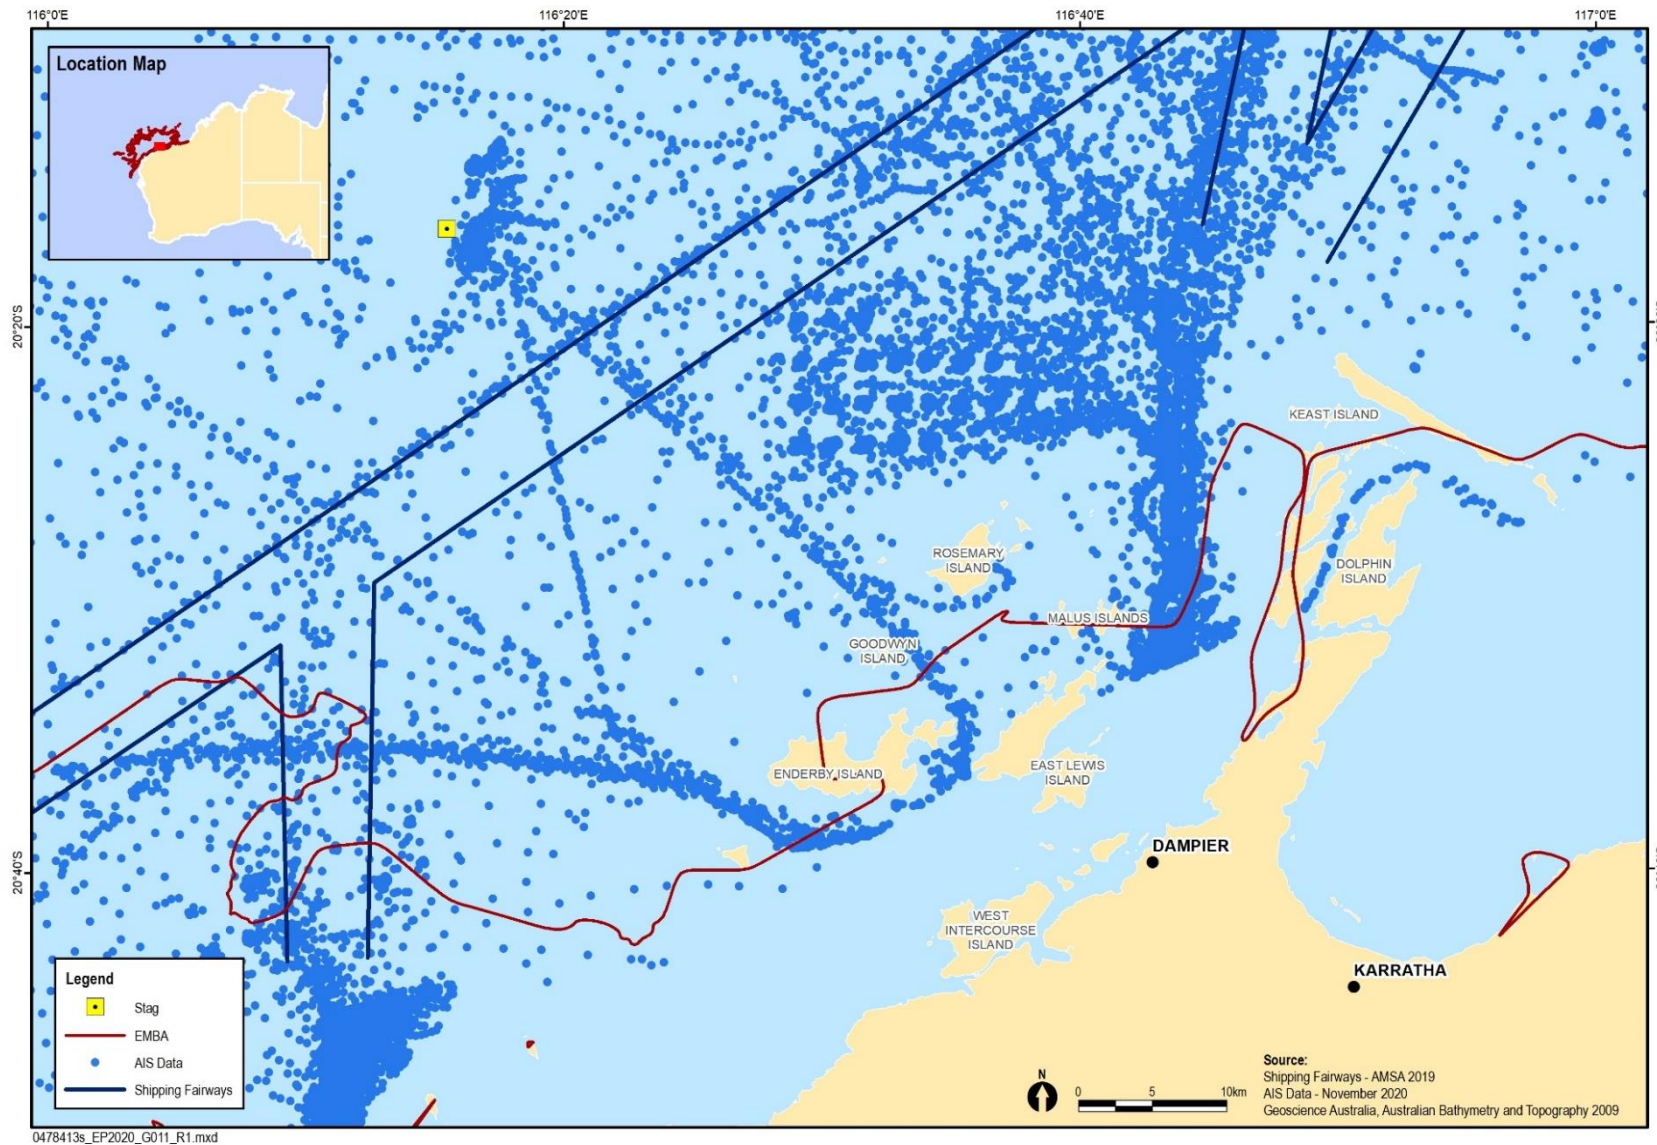 116°0'E
116°20'E
116°40'E
117°0'E
Location Map
20°20'S
KEAST ISLAND
ROSEMARY
ISLAND
DOLPHIN
ISLAND
MALUS ISLANDS
GOODWYN
ISLAND
ENDERBY ISLAND
EAST LEWIS
ISLAND
20°40'S
DAMPIER
WEST
INTERCOURSE
ISLAND
KARRATHA
Legend
Stag
EMBA
AIS Data
Shipping Fairways
N
0 5 10km
Source:
Shipping Fairways - AMSA 2019
AIS Data - November 2020
Geoscience Australia, Australian Bathymetry and Topography 2009
0478413s_EP2020_G011_R1.mxd